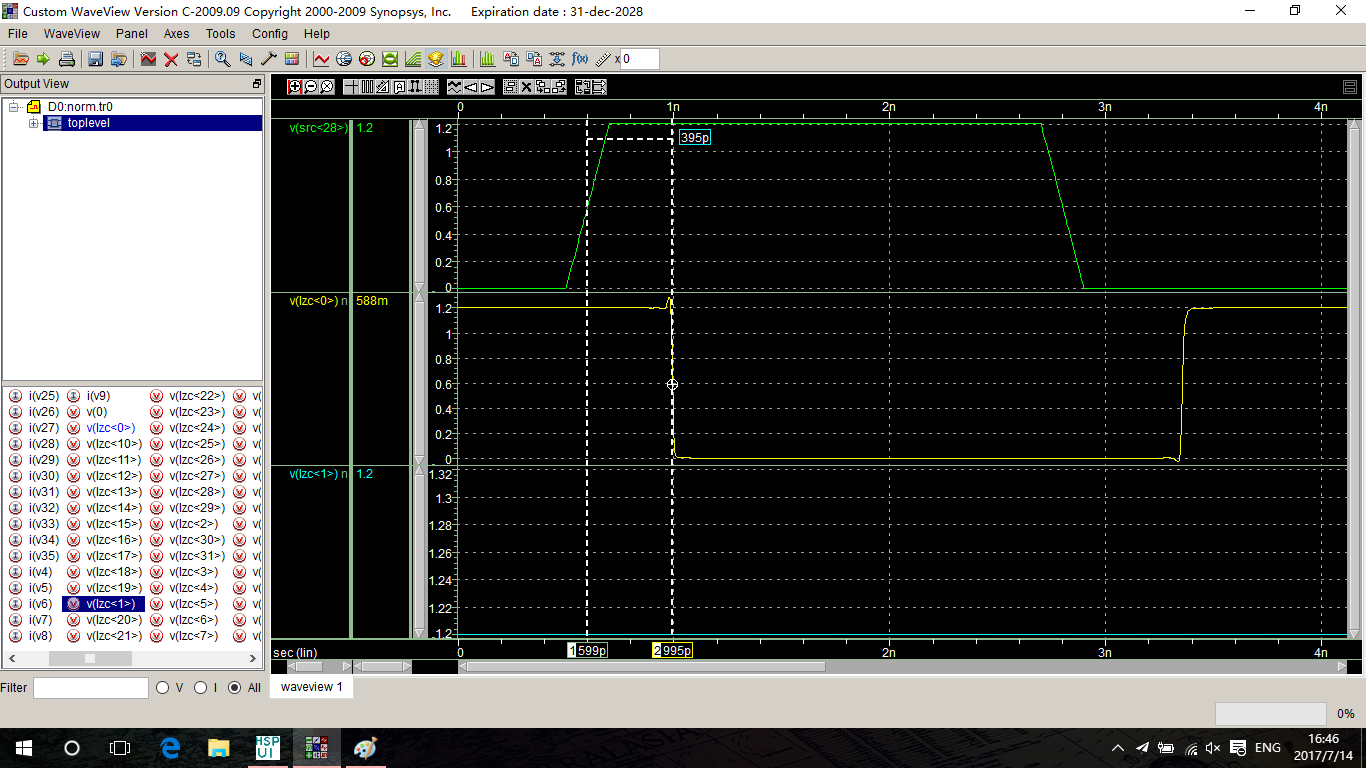 Custom WaveView Version C-2009.09 Copyright 2000-2009 Synopsys, Inc. Expiration date : 31-dec-2028
File WaveView Panel Axes Tools Config Help
f(x) x 0
Output View
D0:norm.tr0
toplevel
0 1n 2n 3n 4n
v(src<28>) 1.2
1.2
1
0.8
0.6
0.4
0.2
0
395p
v(lzc<0>) n 588m
1.2
1
0.8
0.6
0.4
0.2
0
v(lzc<1>) n 1.2
1.32
1.3
1.28
1.26
1.24
1.22
1.2
i(v25) i(v9) v(lzc<22>) v(
i(v26) v(0) v(lzc<23>) v(
i(v27) v(lzc<0>) v(lzc<24>) v(
i(v28) v(lzc<10>) v(lzc<25>) v(
i(v29) v(lzc<11>) v(lzc<26>) v(
i(v30) v(lzc<12>) v(lzc<27>) v(
i(v31) v(lzc<13>) v(lzc<28>) v(
i(v32) v(lzc<14>) v(lzc<29>) v(
i(v33) v(lzc<15>) v(lzc<2>) v(
i(v34) v(lzc<16>) v(lzc<30>) v(
i(v35) v(lzc<17>) v(lzc<31>) v(
i(v4) v(lzc<18>) v(lzc<3>) v(
i(v5) v(lzc<19>) v(lzc<4>) v(
i(v6) v(lzc<1>) v(lzc<5>) v(
i(v7) v(lzc<20>) v(lzc<6>) v(
i(v8) v(lzc<21>) v(lzc<7>) v(
1 599p 2 995p
sec (lin) 0 2n 3n 4n
Filter V I All
waveview 1
0%
HSP UI
ENG
16:46
2017/7/14